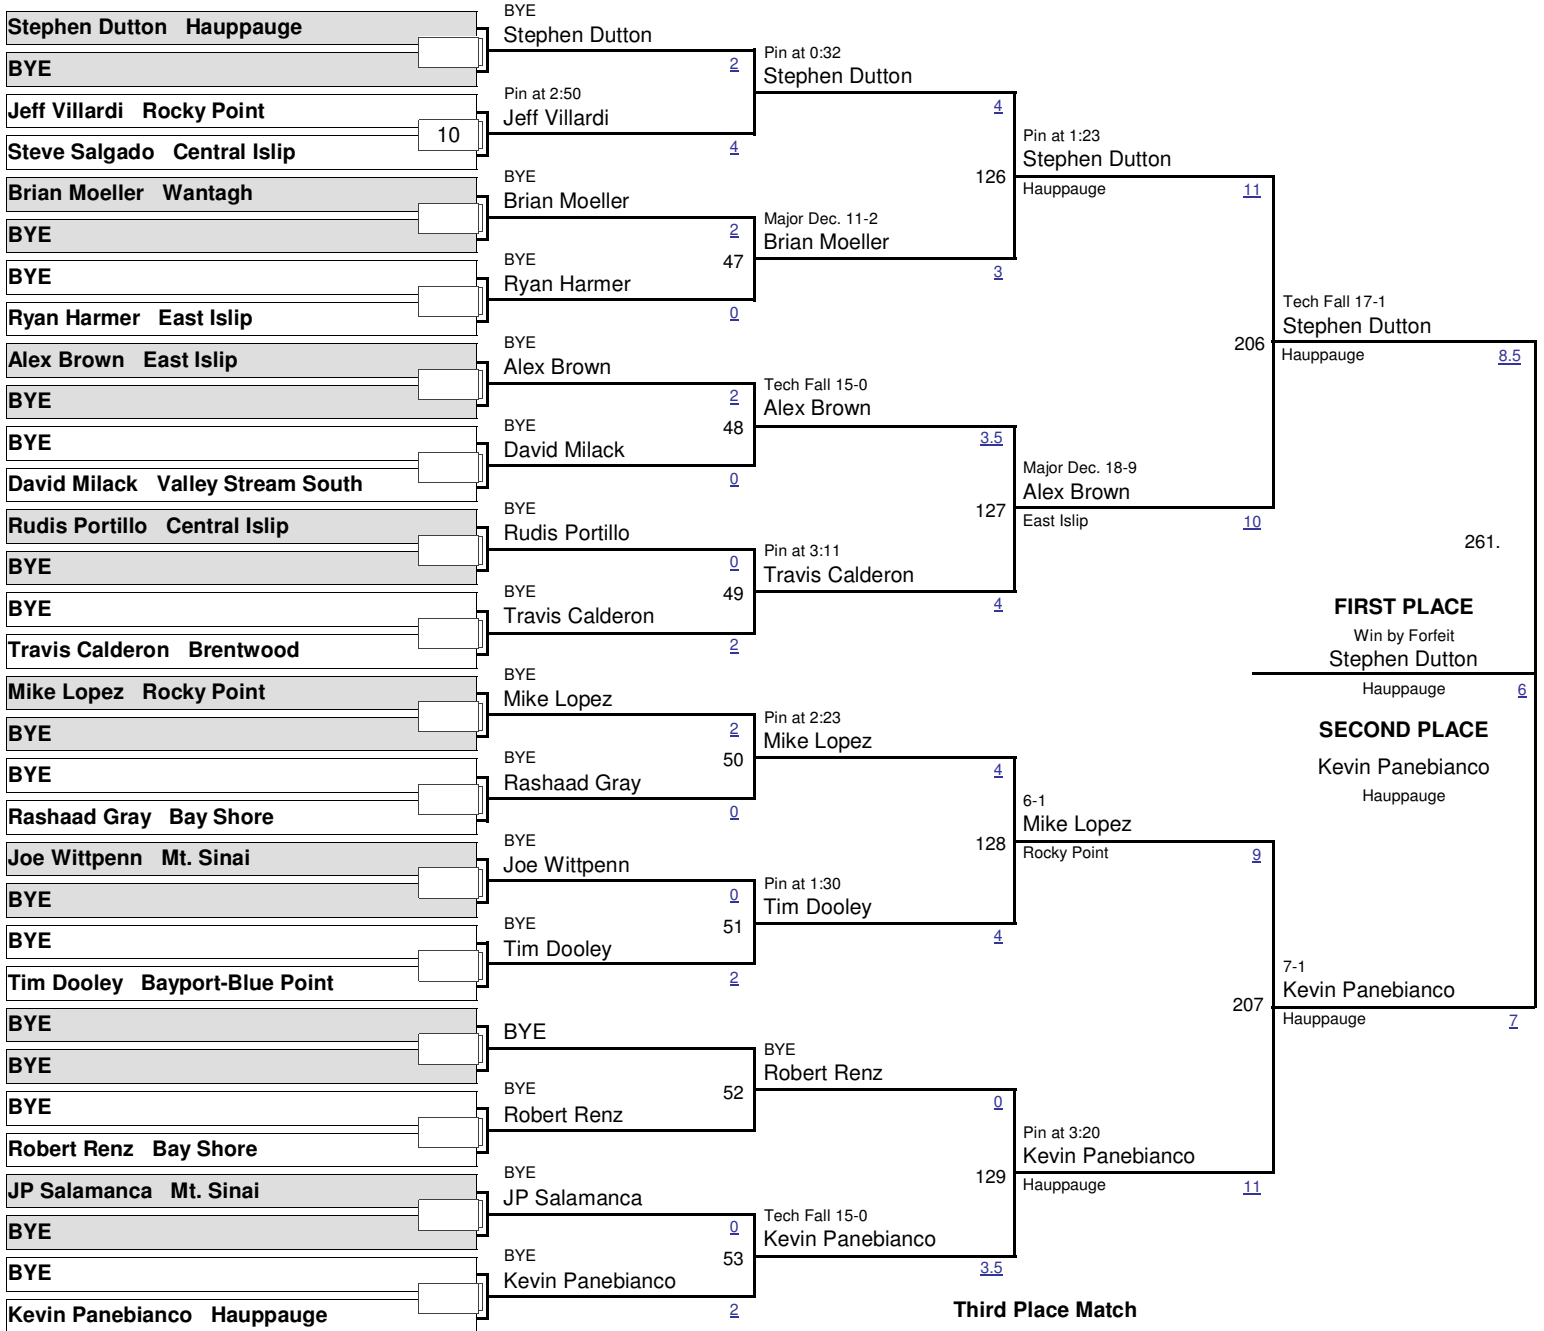 Stephen Dutton Hauppauge
BYE
Jeff Villardi Rocky Point
10
Steve Salgado Central Islip
Brian Moeller Wantagh
BYE
BYE
Ryan Harmer East Islip
Alex Brown East Islip
BYE
BYE
David Milack Valley Stream South
Rudis Portillo Central Islip
BYE
BYE
Travis Calderon Brentwood
Mike Lopez Rocky Point
BYE
BYE
Rashaad Gray Bay Shore
Joe Wittpenn Mt. Sinai
BYE
BYE
Tim Dooley Bayport-Blue Point
BYE
BYE
BYE
Robert Renz Bay Shore
JP Salamanca Mt. Sinai
BYE
BYE
Kevin Panebianco Hauppauge
BYE
Stephen Dutton
2
Pin at 2:50
Jeff Villardi
4
BYE
Brian Moeller
2
47
BYE
Ryan Harmer
0
BYE
Alex Brown
2
48
BYE
David Milack
0
BYE
Rudis Portillo
0
49
BYE
Travis Calderon
2
BYE
Mike Lopez
2
50
BYE
Rashaad Gray
0
BYE
Joe Wittpenn
0
51
BYE
Tim Dooley
2
BYE
52
BYE
Robert Renz
BYE
JP Salamanca
0
53
BYE
Kevin Panebianco
2
Pin at 0:32
Stephen Dutton
4
126
Major Dec. 11-2
Brian Moeller
3
Tech Fall 15-0
Alex Brown
3.5
127
Pin at 3:11
Travis Calderon
4
Pin at 2:23
Mike Lopez
4
128
Pin at 1:30
Tim Dooley
4
BYE
Robert Renz
0
129
Tech Fall 15-0
Kevin Panebianco
3.5
Pin at 1:23
Stephen Dutton
Hauppauge
11
206
Major Dec. 18-9
Alex Brown
East Islip
10
6-1
Mike Lopez
Rocky Point
9
207
Pin at 3:20
Kevin Panebianco
Hauppauge
11
Tech Fall 17-1
Stephen Dutton
Hauppauge
8.5
261.
FIRST PLACE
Win by Forfeit
Stephen Dutton
Hauppauge
6
SECOND PLACE
Kevin Panebianco
Hauppauge
7-1
Kevin Panebianco
Hauppauge
7
Third Place Match